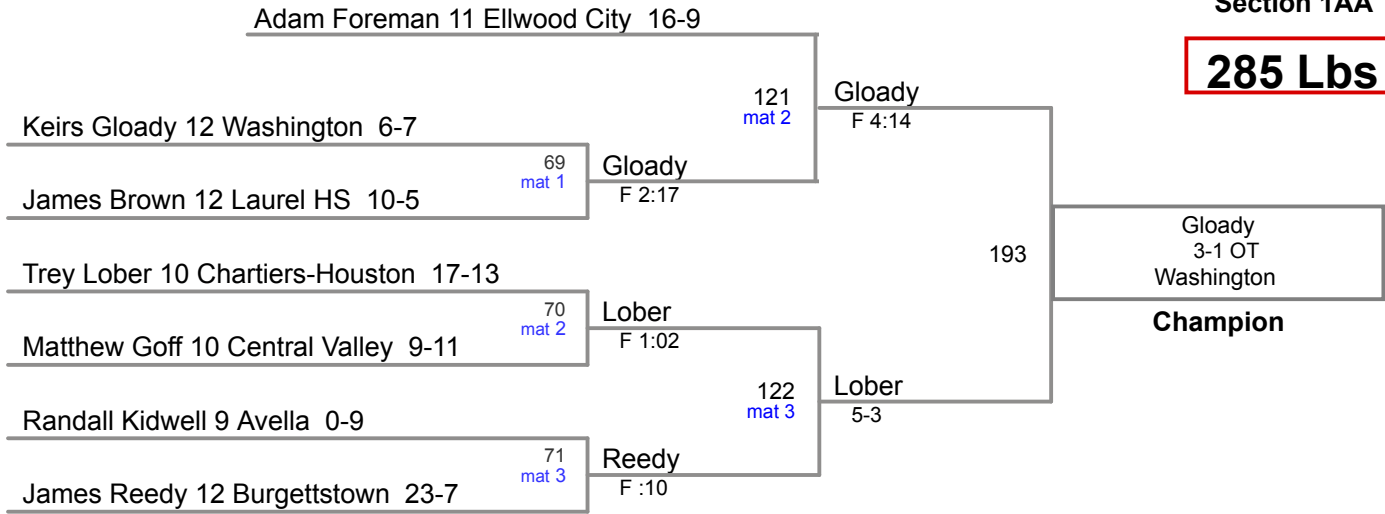 Section 1AA
285 Lbs
Adam Foreman 11 Ellwood City 16-9
121
mat 2
Gloady
F 4:14
Keirs Gloady 12 Washington 6-7
69
mat 1
Gloady
F 2:17
James Brown 12 Laurel HS 10-5
193
Gloady
3-1 OT
Washington
Champion
Trey Lober 10 Chartiers-Houston 17-13
70
mat 2
Lober
F 1:02
Matthew Goff 10 Central Valley 9-11
122
mat 3
Lober
5-3
Randall Kidwell 9 Avella 0-9
71
mat 3
Reedy
F :10
James Reedy 12 Burgettstown 23-7